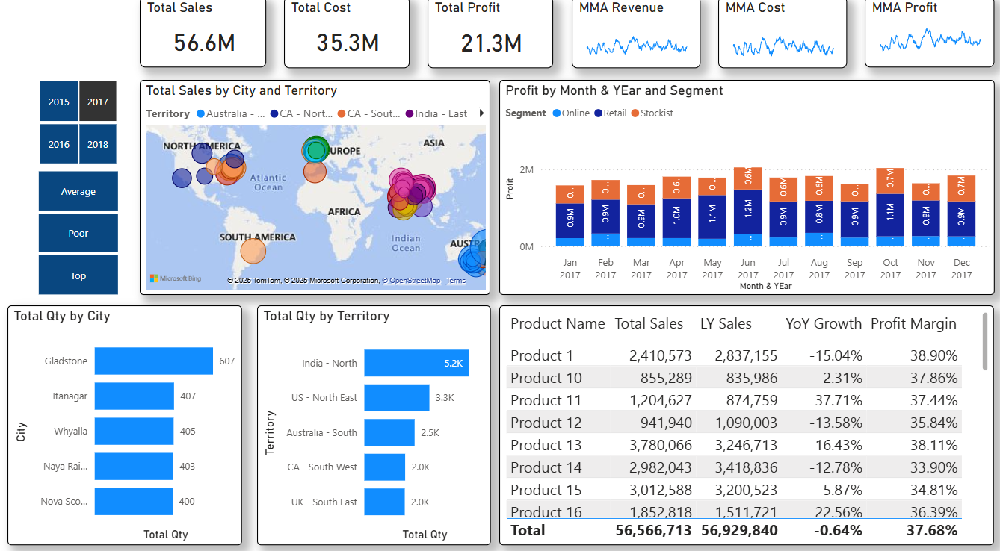 Total Sales
56.6M
Total Cost
35.3M
Total Profit
21.3M
MMA Revenue
MMA Cost
MMA Profit
2015
2017
2016
2018
Average
Poor
Top
Total Sales by City and Territory
Territory Australia - ... CA - Nort... CA - Sout... India - East
NORTH AMERICA
EUROPE
ASIA
Atlantic
Ocean
AFRICA
SOUTH AMERICA
Indian
Ocean
AUSTR
Microsoft Bing
© 2025 TomTom, © 2025 Microsoft Corporation, © OpenStreetMap Terms
Profit by Month & YEar and Segment
Segment Online Retail Stockist
Profit
2M
0M
0... 0... 0... 0.6... 0... 0.6M 0.6M 0.6M 0... 0.7M 0... 0.7M
0.9M 0.9M 0.9M 1.0M 1.1M 1.2M 0.9M 0.8M 0.9M 1.1M 0.9M 0.9M
Jan Feb Mar Apr May Jun Jul Aug Sep Oct Nov Dec
2017 2017 2017 2017 2017 2017 2017 2017 2017 2017 2017 2017
Month & YEar
Total Qty by City
City
Gladstone 607
Itanagar 407
Whyalla 405
Naya Rai... 403
Nova Sco... 400
Total Qty
Total Qty by Territory
Territory
India - North 5.2K
US - North East 3.3K
Australia - South 2.5K
CA - South West 2.0K
UK - South East 2.0K
Total Qty
Product Name Total Sales LY Sales YoY Growth Profit Margin
Product 1 2,410,573 2,837,155 -15.04% 38.90%
Product 10 855,289 835,986 2.31% 37.86%
Product 11 1,204,627 874,759 37.71% 37.44%
Product 12 941,940 1,090,003 -13.58% 35.84%
Product 13 3,780,066 3,246,713 16.43% 38.11%
Product 14 2,982,043 3,418,836 -12.78% 33.90%
Product 15 3,012,588 3,200,523 -5.87% 34.81%
Product 16 1,852,818 1,511,721 22.56% 36.39%
Total 56,566,713 56,929,840 -0.64% 37.68%